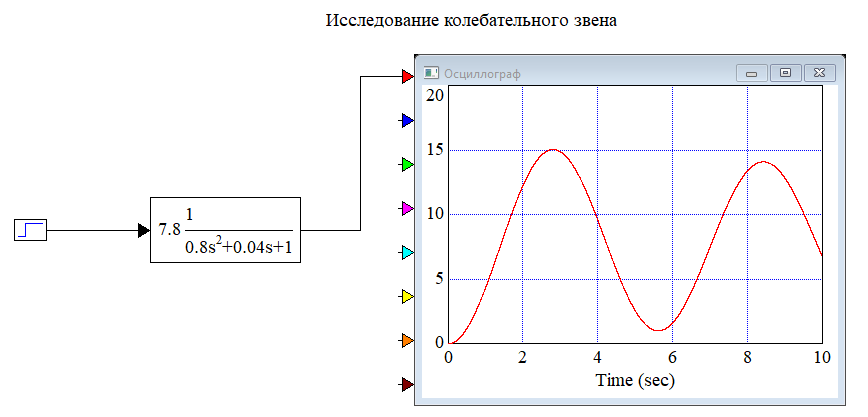 Исследование колебательного звена
Осциллограф
7.8 1
0.8s²+0.04s+1
20
15
10
5
0
0 2 4 6 8 10
Time (sec)